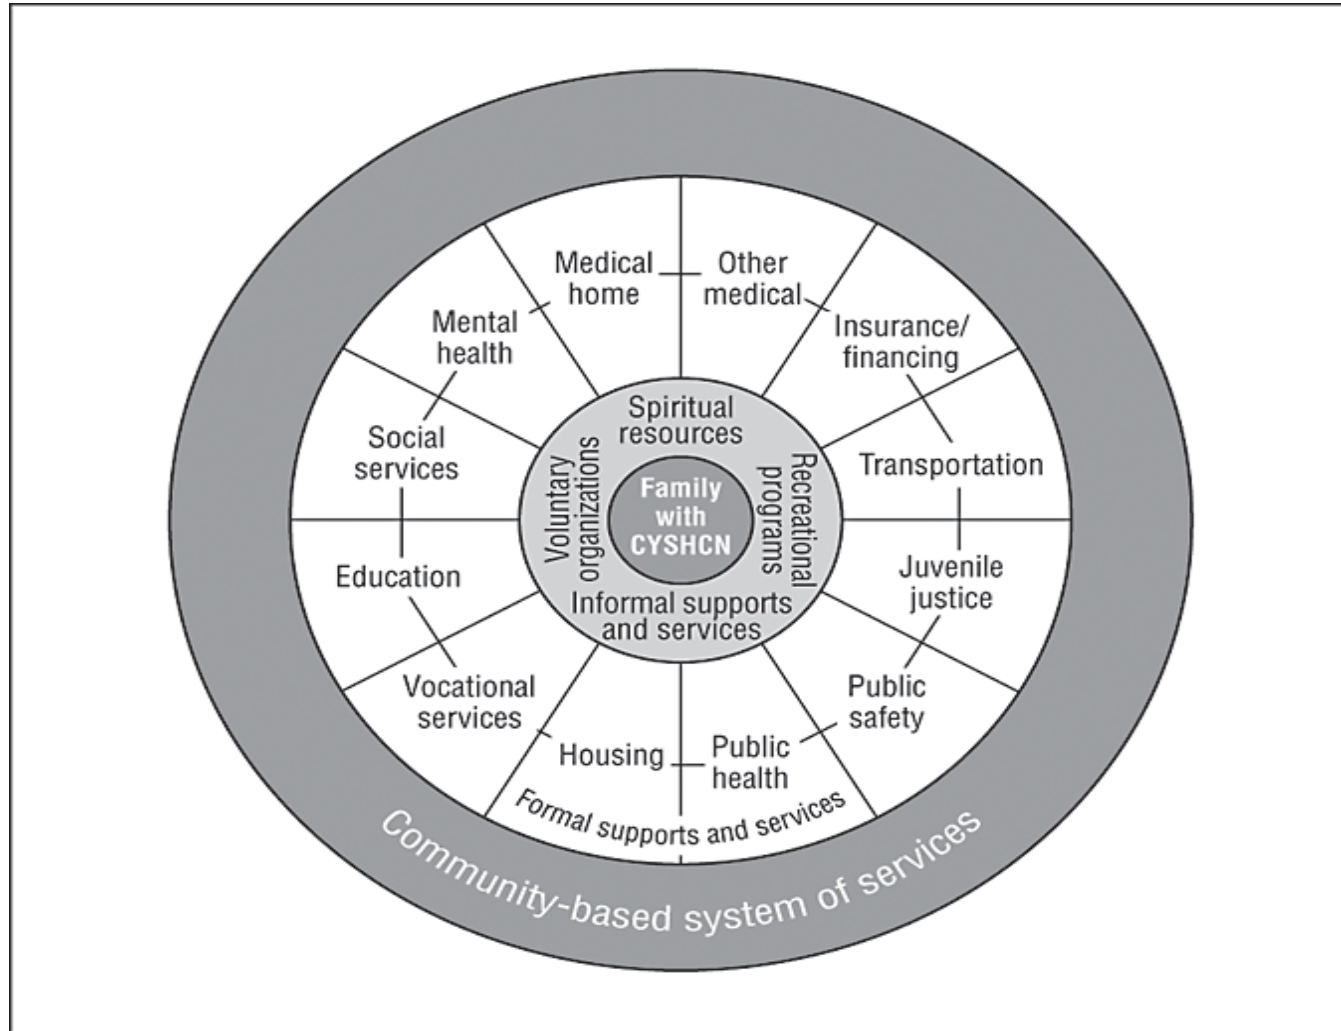 Medical
home
Other
medical
Mental
health
Insurance/
financing
Social
services
Transportation
Education
Juvenile
justice
Vocational
services
Public
safety
Housing
Public
health
Formal supports and services
Spiritual
resources
Voluntary
organizations
Recreational
programs
Family
with
CYSHCN
Informal supports
and services
Community-based system of services